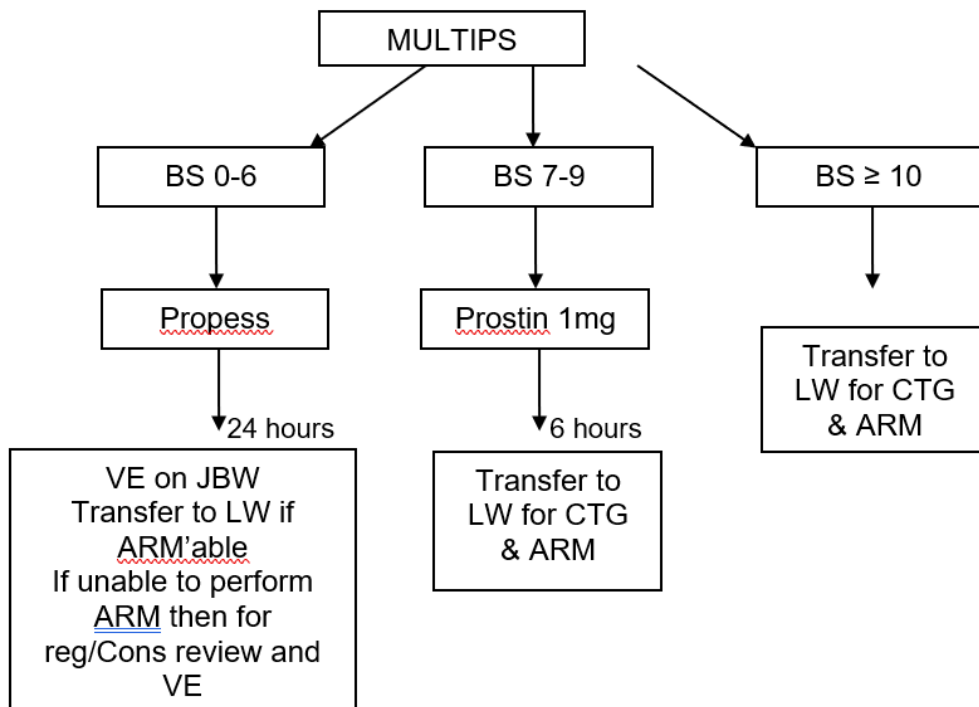 MULTIPS
BS 0-6
BS 7-9
BS ≥ 10
Propess
Prostin 1mg
Transfer to
LW for CTG
& ARM
24 hours
6 hours
VE on JBW
Transfer to LW if
ARM’able
If unable to perform
ARM then for
reg/Cons review and
VE
Transfer to
LW for CTG
& ARM